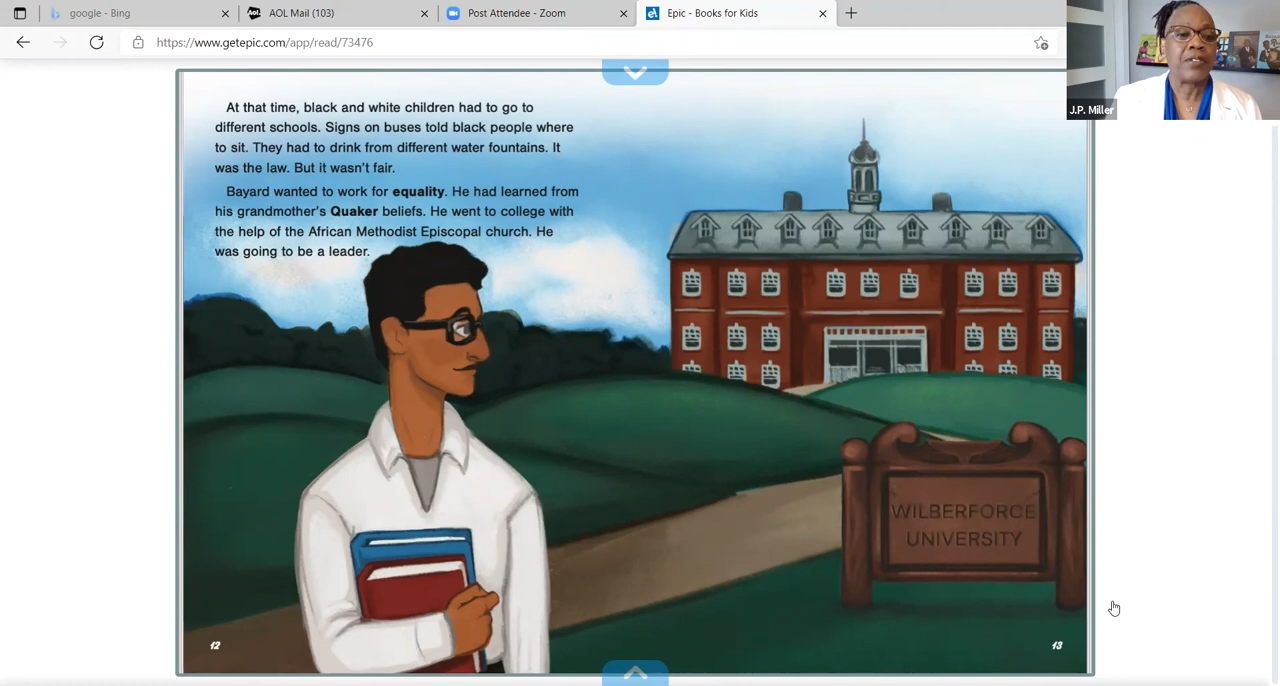 google - Bing
AOL Mail (103)
Post Attendee - Zoom
Epic - Books for Kids
https://www.getepic.com/app/read/73476
J.P. Miller
At that time, black and white children had to go to
different schools. Signs on buses told black people where
to sit. They had to drink from different water fountains. It
was the law. But it wasn't fair.
Bayard wanted to work for equality. He had learned from
his grandmother's Quaker beliefs. He went to college with
the help of the African Methodist Episcopal church. He
was going to be a leader.
WILBERFORCE
UNIVERSITY
12
13